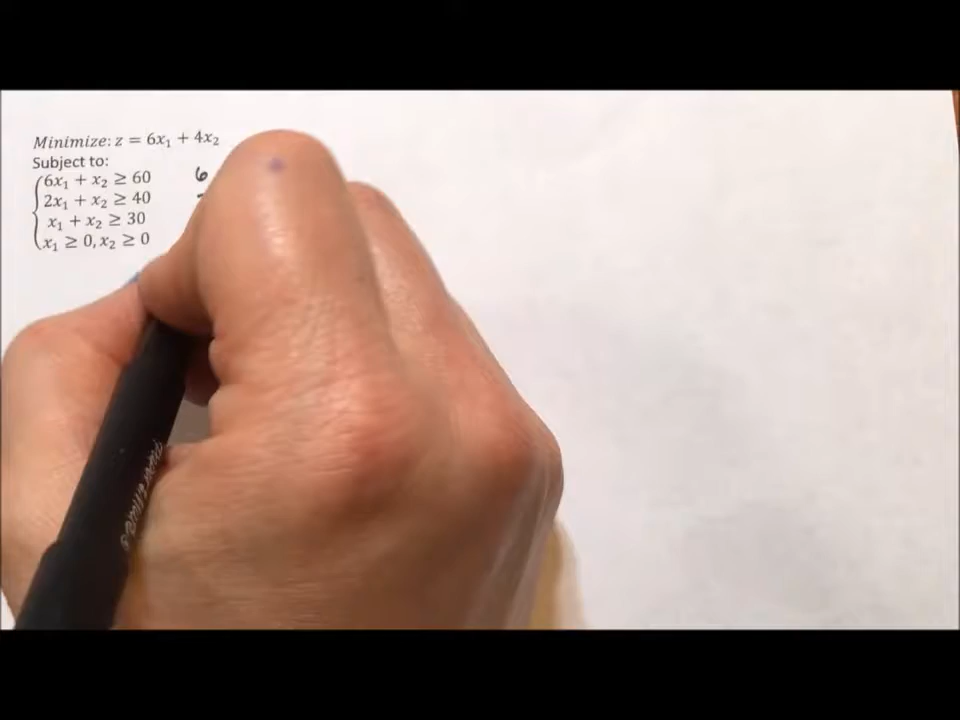 Minimize: z = 6x₁ + 4x₂
Subject to:
6x₁ + x₂ ≥ 60 6
2x₁ + x₂ ≥ 40
x₁ + x₂ ≥ 30
x₁ ≥ 0, x₂ ≥ 0